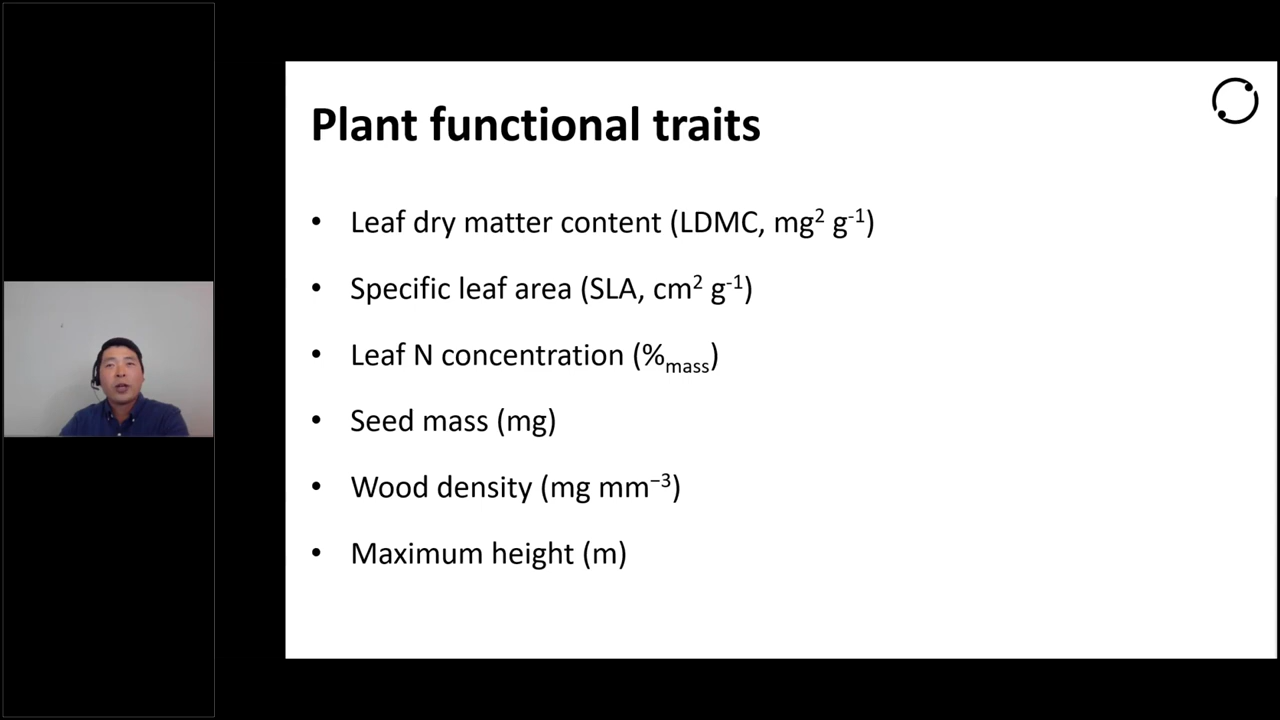 Plant functional traits
• Leaf dry matter content (LDMC, mg² g⁻¹)
• Specific leaf area (SLA, cm² g⁻¹)
• Leaf N concentration (%mass)
• Seed mass (mg)
• Wood density (mg mm⁻³)
• Maximum height (m)